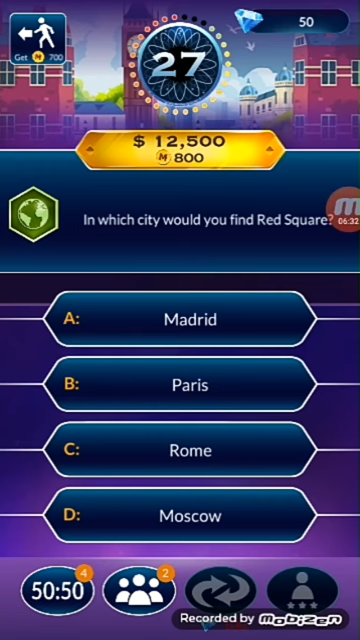 50
Get M 700
27
$ 12,500
M 800
In which city would you find Red Square?
M
06:32
A: Madrid
B: Paris
C: Rome
D: Moscow
4
2
50:50
Recorded by mobizen